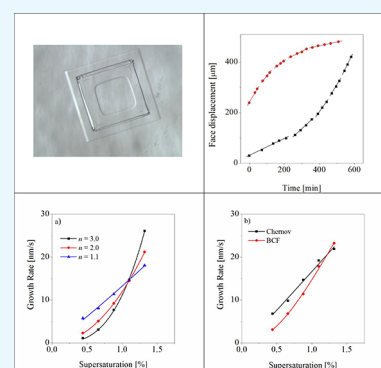 Face displacement [μm]
400
200
0
0 200 400 600
Time [min]
a)
n = 3.0
n = 2.0
n = 1.1
Growth Rate [nm/s]
30
20
10
0
0.0 0.5 1.0 1.5
Supersaturation [%]
b)
Chernov
BCF
Growth Rate [nm/s]
30
20
10
0
0.0 0.5 1.0 1.5
Supersaturation [%]